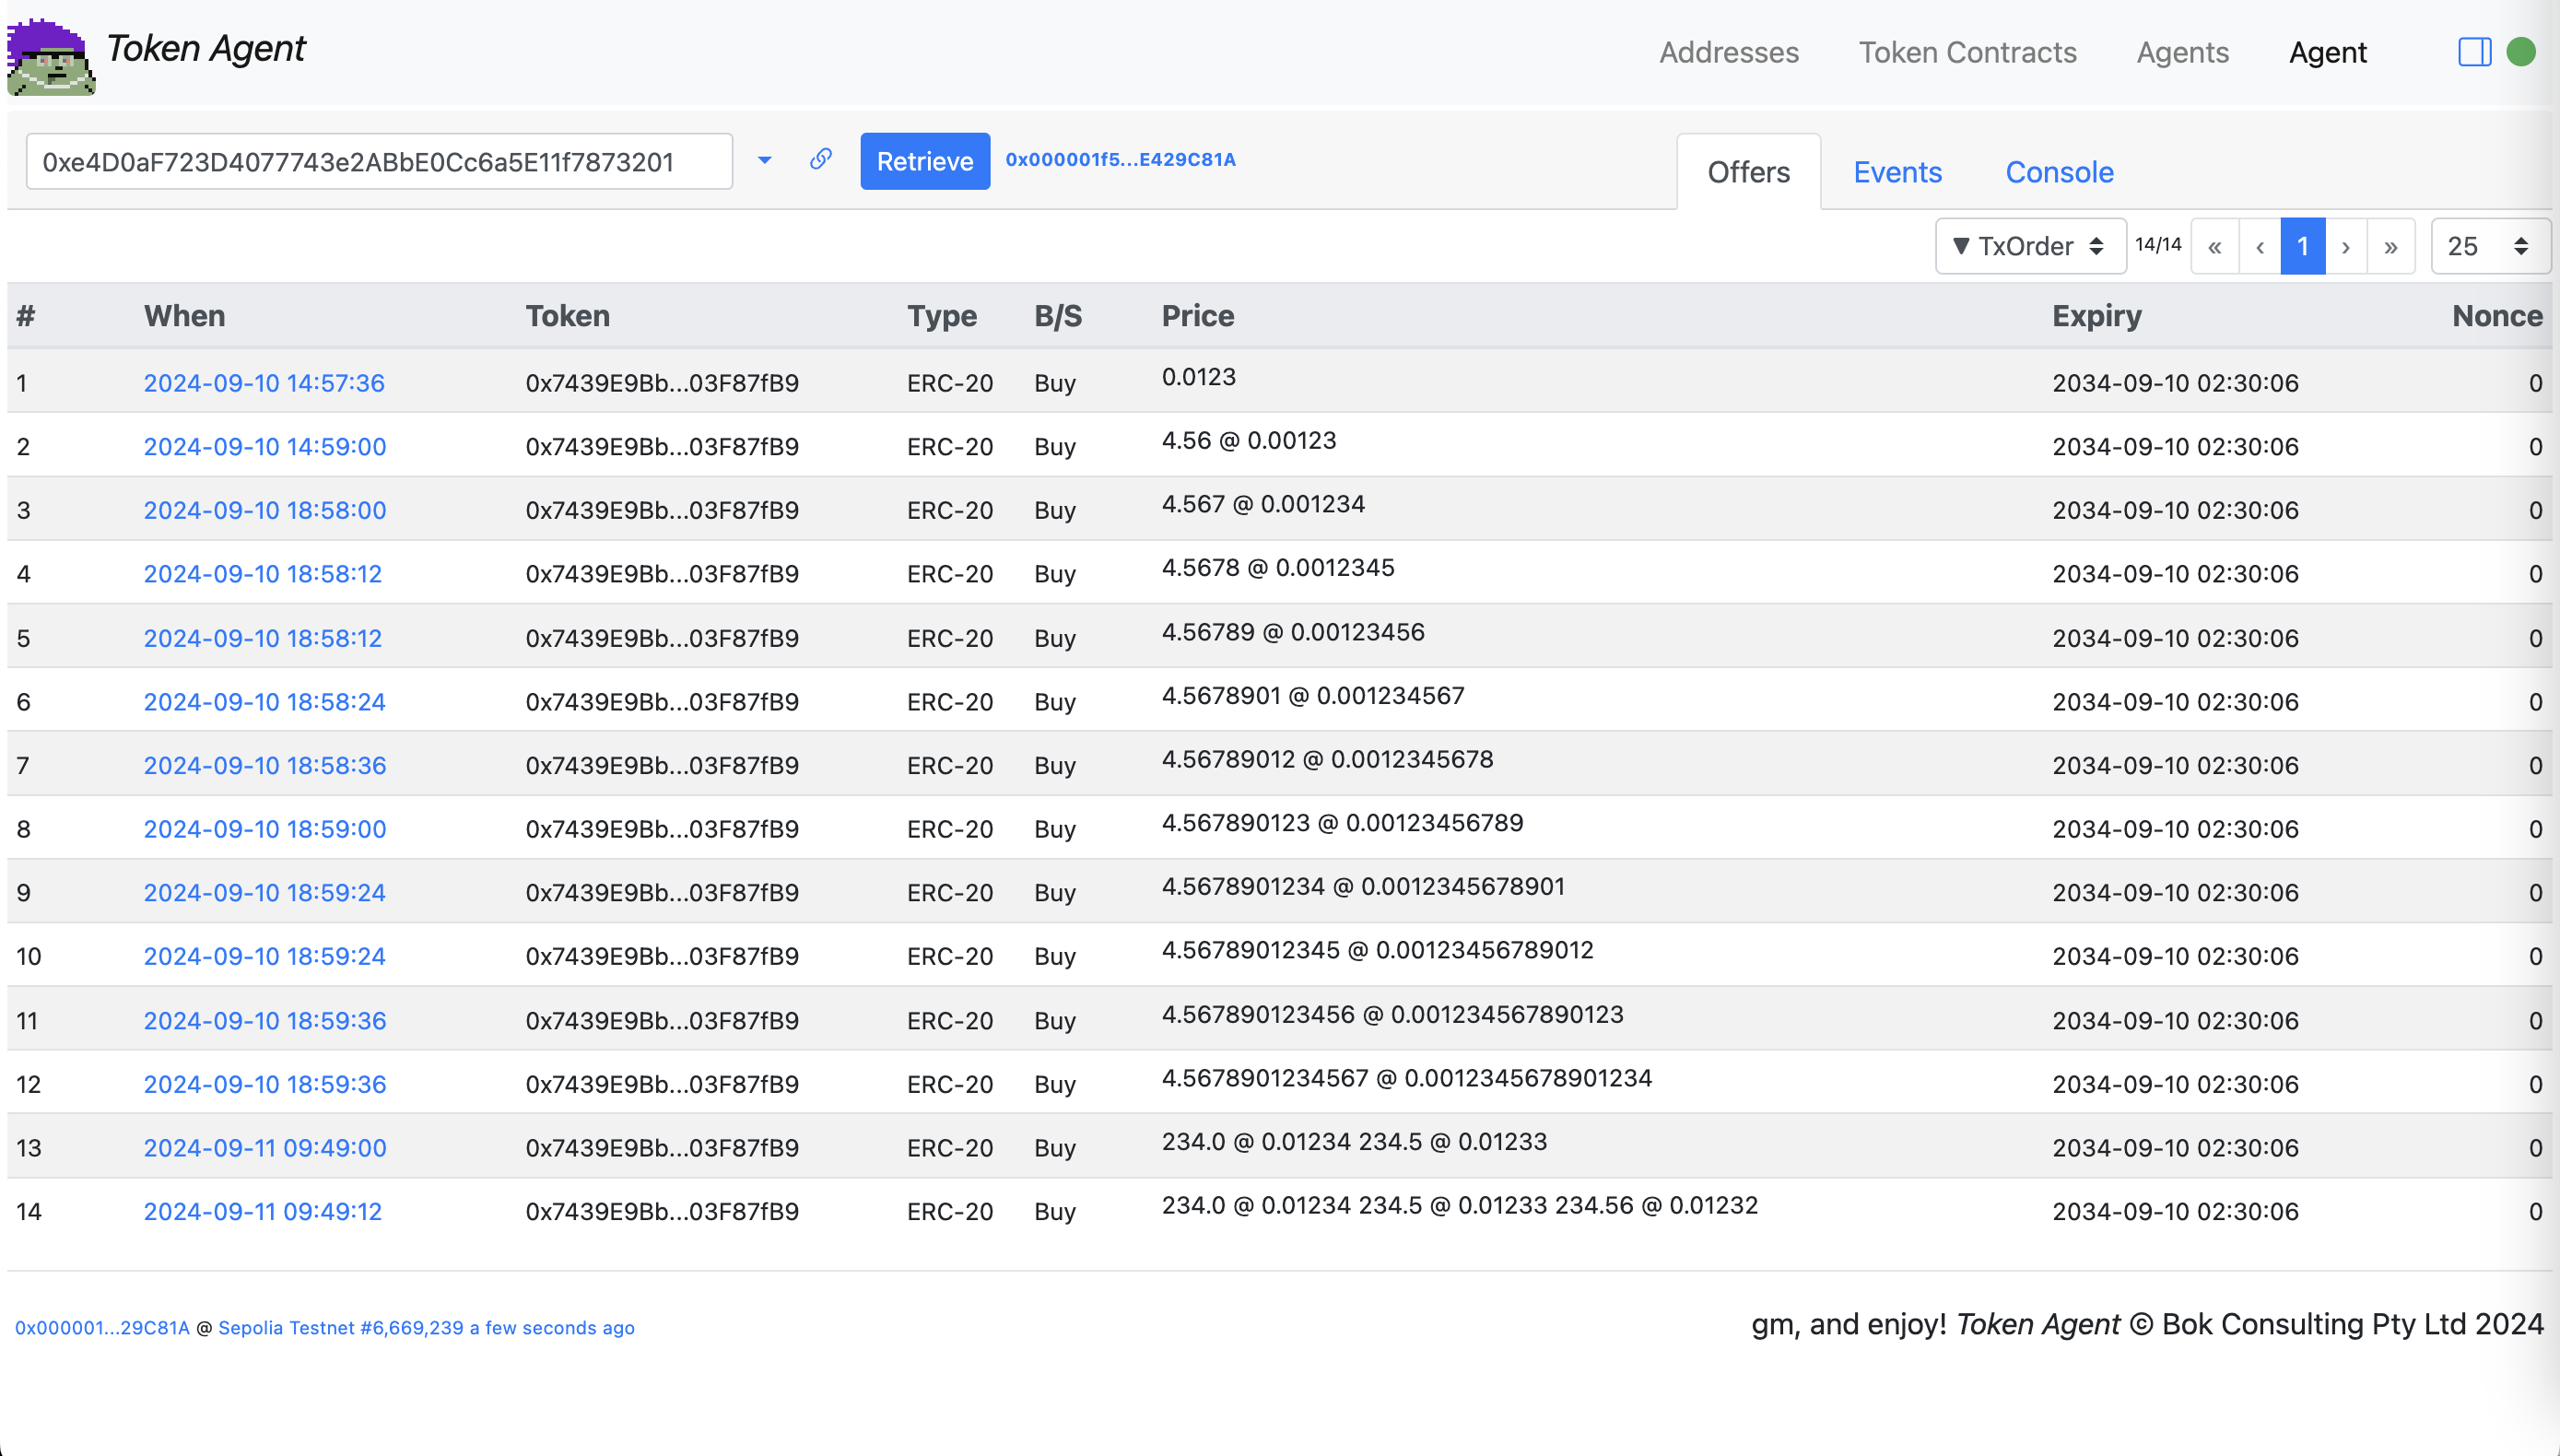 Token Agent Addresses Token Contracts Agents Agent
0xe4D0aF723D4077743e2ABbE0Cc6a5E11f7873201 Retrieve 0x000001f5...E429C81A Offers Events Console
▼ TxOrder 14/14 « ‹ 1 › » 25
# When Token Type B/S Price Expiry Nonce
1 2024-09-10 14:57:36 0x7439E9Bb...03F87fB9 ERC-20 Buy 0.0123 2034-09-10 02:30:06 0
2 2024-09-10 14:59:00 0x7439E9Bb...03F87fB9 ERC-20 Buy 4.56 @ 0.00123 2034-09-10 02:30:06 0
3 2024-09-10 18:58:00 0x7439E9Bb...03F87fB9 ERC-20 Buy 4.567 @ 0.001234 2034-09-10 02:30:06 0
4 2024-09-10 18:58:12 0x7439E9Bb...03F87fB9 ERC-20 Buy 4.5678 @ 0.0012345 2034-09-10 02:30:06 0
5 2024-09-10 18:58:12 0x7439E9Bb...03F87fB9 ERC-20 Buy 4.56789 @ 0.00123456 2034-09-10 02:30:06 0
6 2024-09-10 18:58:24 0x7439E9Bb...03F87fB9 ERC-20 Buy 4.5678901 @ 0.001234567 2034-09-10 02:30:06 0
7 2024-09-10 18:58:36 0x7439E9Bb...03F87fB9 ERC-20 Buy 4.56789012 @ 0.0012345678 2034-09-10 02:30:06 0
8 2024-09-10 18:59:00 0x7439E9Bb...03F87fB9 ERC-20 Buy 4.567890123 @ 0.00123456789 2034-09-10 02:30:06 0
9 2024-09-10 18:59:24 0x7439E9Bb...03F87fB9 ERC-20 Buy 4.5678901234 @ 0.0012345678901 2034-09-10 02:30:06 0
10 2024-09-10 18:59:24 0x7439E9Bb...03F87fB9 ERC-20 Buy 4.56789012345 @ 0.00123456789012 2034-09-10 02:30:06 0
11 2024-09-10 18:59:36 0x7439E9Bb...03F87fB9 ERC-20 Buy 4.567890123456 @ 0.001234567890123 2034-09-10 02:30:06 0
12 2024-09-10 18:59:36 0x7439E9Bb...03F87fB9 ERC-20 Buy 4.5678901234567 @ 0.0012345678901234 2034-09-10 02:30:06 0
13 2024-09-11 09:49:00 0x7439E9Bb...03F87fB9 ERC-20 Buy 234.0 @ 0.01234 234.5 @ 0.01233 2034-09-10 02:30:06 0
14 2024-09-11 09:49:12 0x7439E9Bb...03F87fB9 ERC-20 Buy 234.0 @ 0.01234 234.5 @ 0.01233 234.56 @ 0.01232 2034-09-10 02:30:06 0
0x000001...29C81A @ Sepolia Testnet #6,669,239 a few seconds ago gm, and enjoy! Token Agent © Bok Consulting Pty Ltd 2024